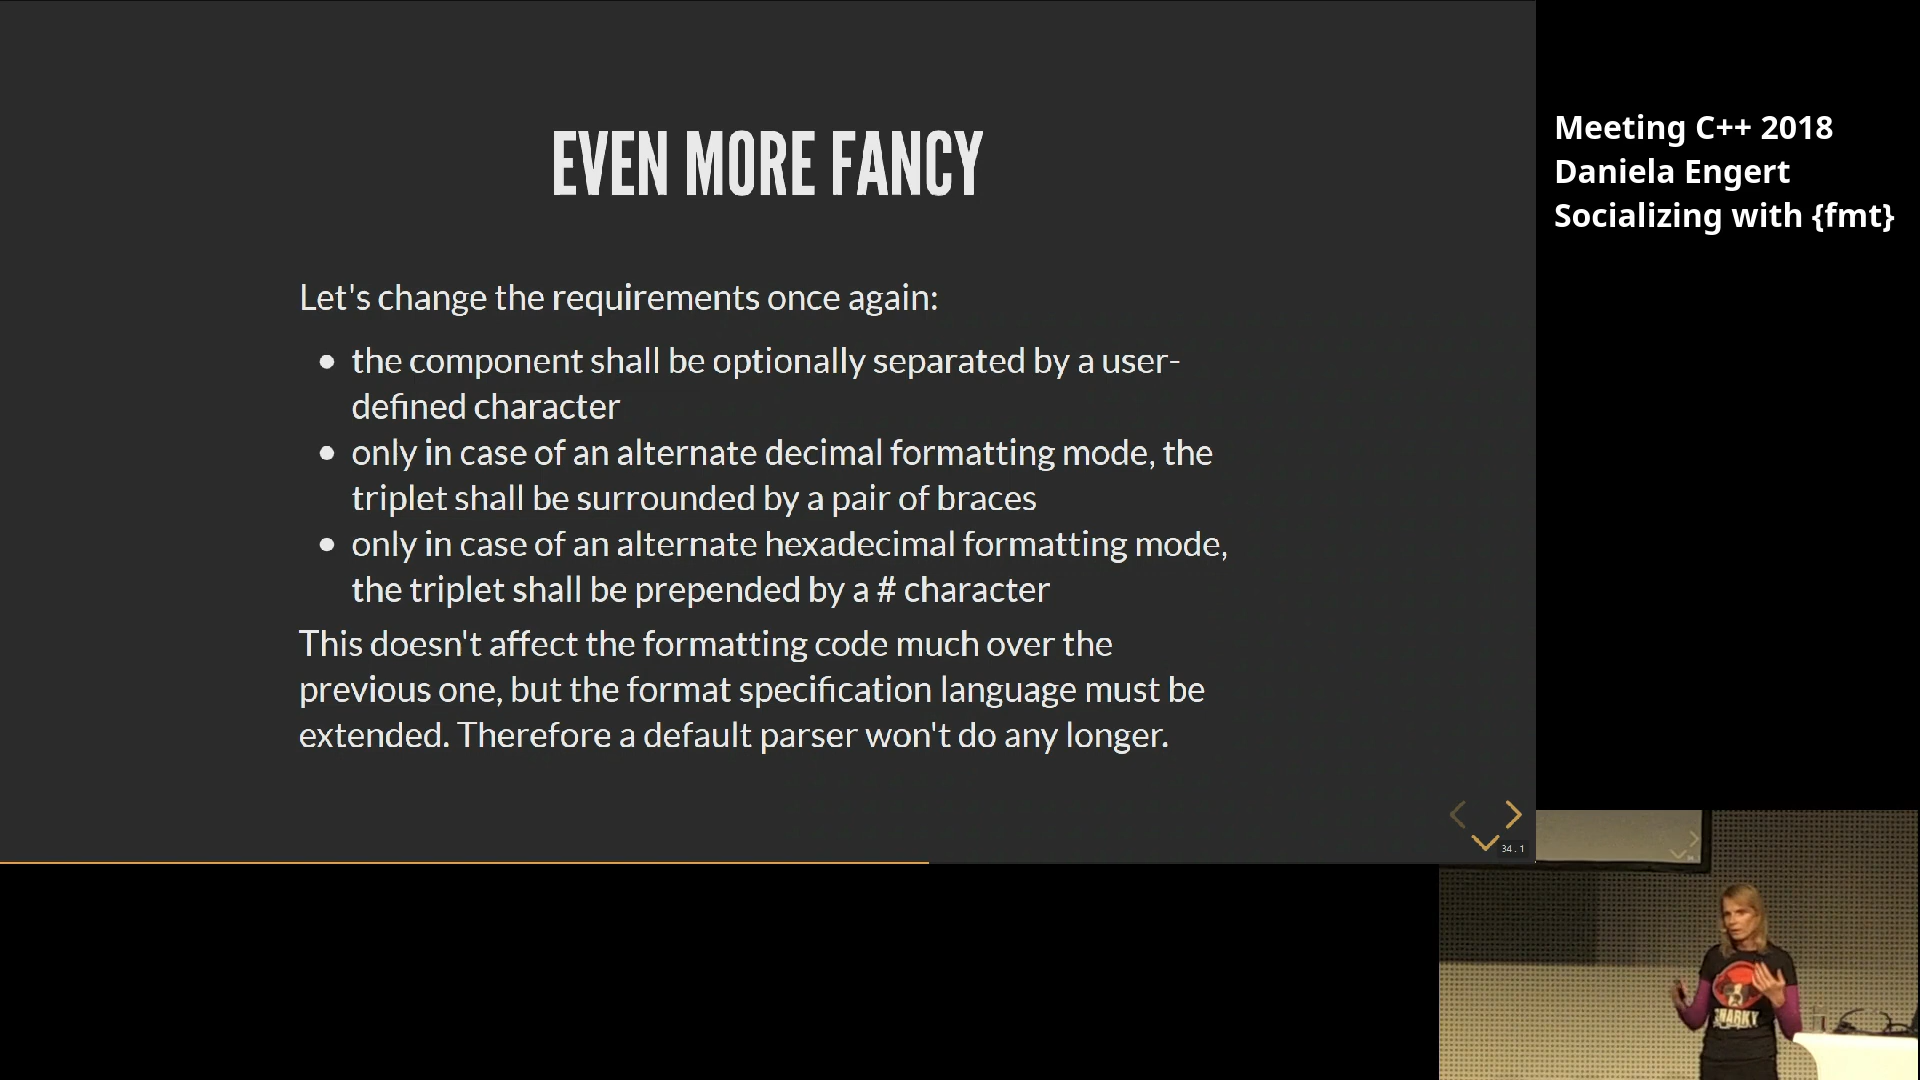 EVEN MORE FANCY
Let's change the requirements once again:
the component shall be optionally separated by a user-
defined character
only in case of an alternate decimal formatting mode, the
triplet shall be surrounded by a pair of braces
only in case of an alternate hexadecimal formatting mode,
the triplet shall be prepended by a # character
This doesn't affect the formatting code much over the
previous one, but the format specification language must be
extended. Therefore a default parser won't do any longer.
34.1
Meeting C++ 2018
Daniela Engert
Socializing with {fmt}
SNARKY